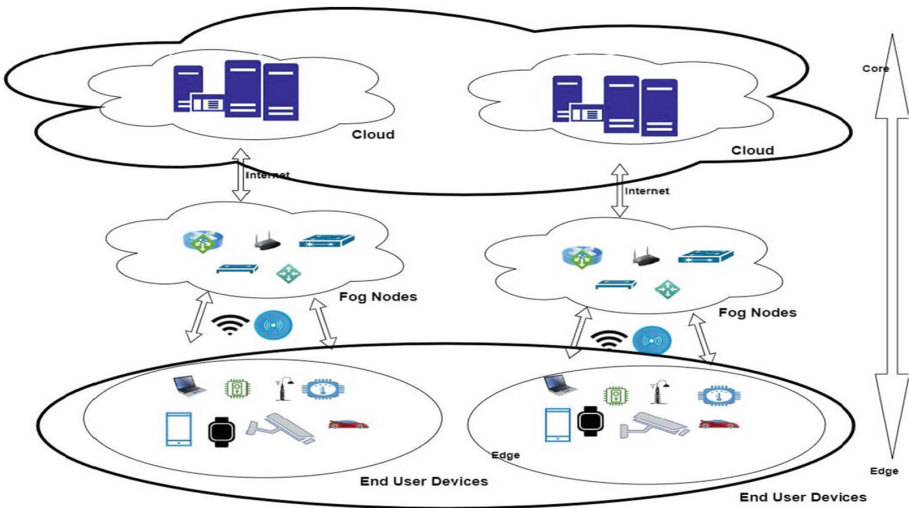 Core
Cloud
Cloud
Internet
Internet
Fog Nodes
Fog Nodes
Edge
End User Devices
Edge
End User Devices